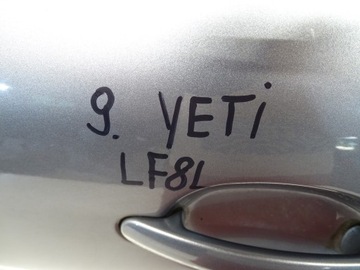 9. YETi
LF8L